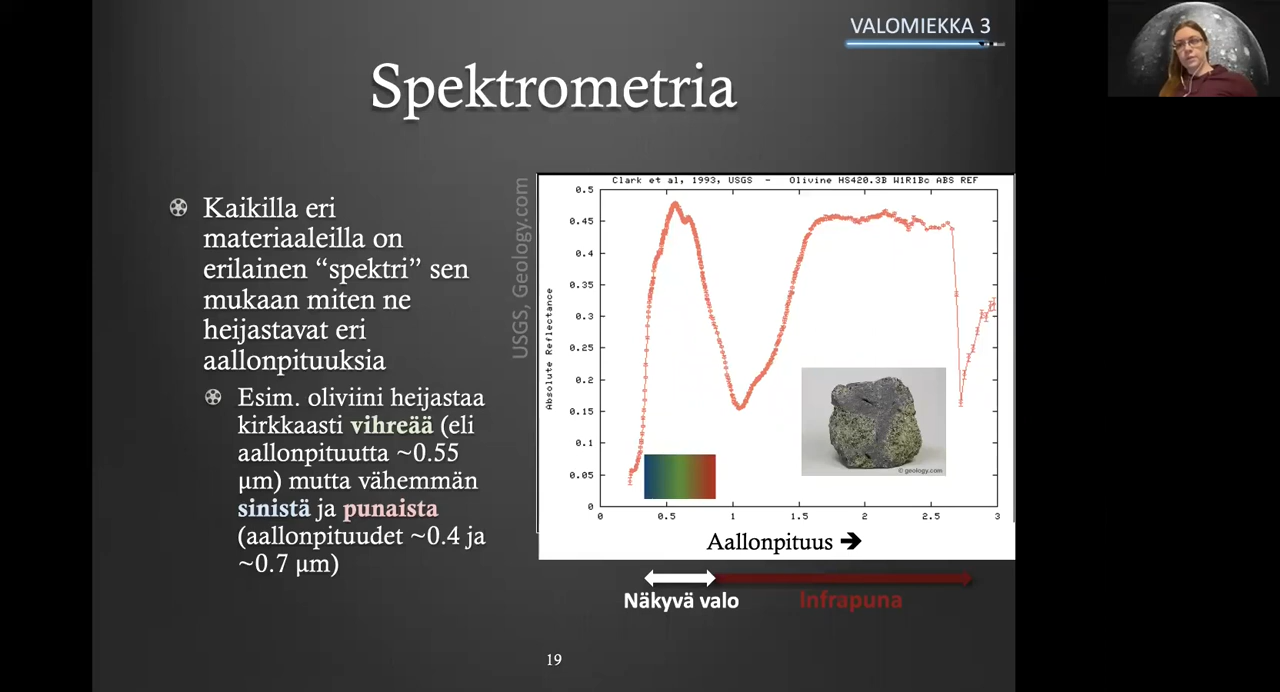 VALOMIEKKA 3
Spektrometria
Kaikilla eri
materiaaleilla on
erilainen “spektri” sen
mukaan miten ne
heijastavat eri
aallonpituuksia
Esim. oliviini heijastaa
kirkkaasti vihreää (eli
aallonpituutta ~0.55
µm) mutta vähemmän
sinistä ja punaista
(aallonpituudet ~0.4 ja
~0.7 µm)
USGS, Geology.com
Clark et al, 1993, USGS - Olivine HS420.3B W1R1Bc ABS REF
Absolute Reflectance
0.5
0.45
0.4
0.35
0.3
0.25
0.2
0.15
0.1
0.05
0
0 0.5 1 1.5 2 2.5 3
© geology.com
Aallonpituus ➔
Näkyvä valo
Infrapuna
19